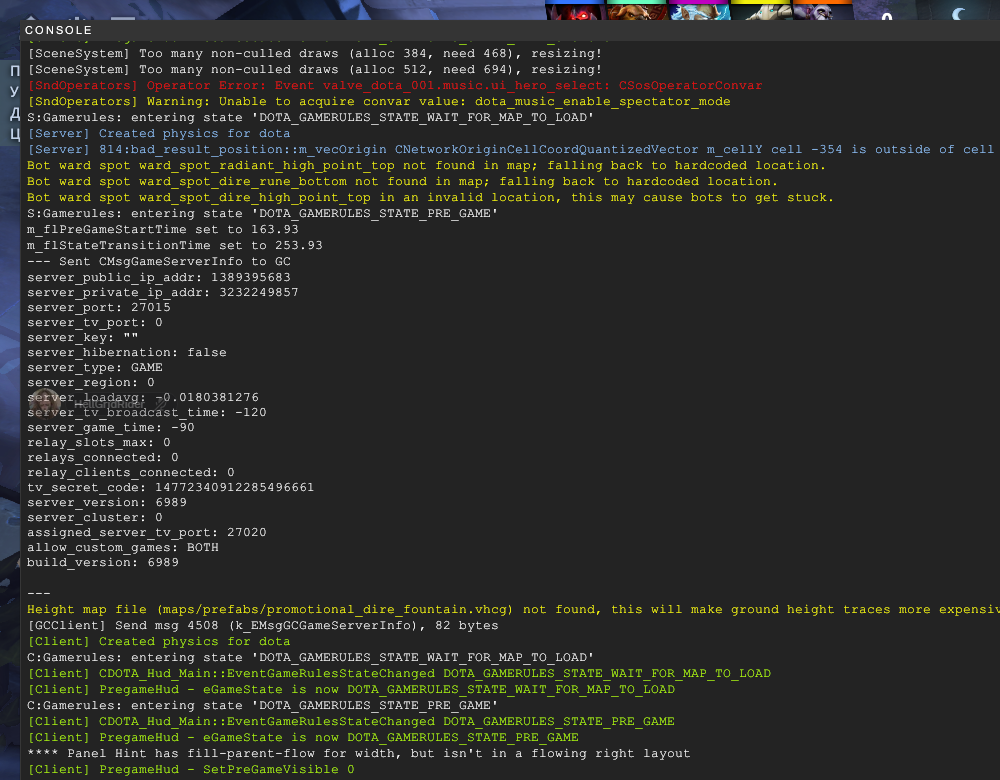 0
CONSOLE
[SceneSystem] Too many non-culled draws (alloc 384, need 468), resizing!
[SceneSystem] Too many non-culled draws (alloc 512, need 694), resizing!
[SndOperators] Operator Error: Event valve_dota_001.music.ui_hero_select: CSosOperatorConvar
[SndOperators] Warning: Unable to acquire convar value: dota_music_enable_spectator_mode
S:Gamerules: entering state 'DOTA_GAMERULES_STATE_WAIT_FOR_MAP_TO_LOAD'
[Server] Created physics for dota
[Server] 814:bad_result_position::m_vecOrigin CNetworkOriginCellCoordQuantizedVector m_cellY cell -354 is outside of cell
Bot ward spot ward_spot_radiant_high_point_top not found in map; falling back to hardcoded location.
Bot ward spot ward_spot_dire_rune_bottom not found in map; falling back to hardcoded location.
Bot ward spot ward_spot_dire_high_point_top in an invalid location, this may cause bots to get stuck.
S:Gamerules: entering state 'DOTA_GAMERULES_STATE_PRE_GAME'
m_flPreGameStartTime set to 163.93
m_flStateTransitionTime set to 253.93
--- Sent CMsgGameServerInfo to GC
server_public_ip_addr: 1389395683
server_private_ip_addr: 3232249857
server_port: 27015
server_tv_port: 0
server_key: ""
server_hibernation: false
server_type: GAME
server_region: 0
server_loadavg: -0.0180381276
HellGridRider
server_tv_broadcast_time: -120
server_game_time: -90
relay_slots_max: 0
relays_connected: 0
relay_clients_connected: 0
tv_secret_code: 14772340912285496661
server_version: 6989
server_cluster: 0
assigned_server_tv_port: 27020
allow_custom_games: BOTH
build_version: 6989
---
Height map file (maps/prefabs/promotional_dire_fountain.vhcg) not found, this will make ground height traces more expensiv
[GCClient] Send msg 4508 (k_EMsgGCGameServerInfo), 82 bytes
[Client] Created physics for dota
C:Gamerules: entering state 'DOTA_GAMERULES_STATE_WAIT_FOR_MAP_TO_LOAD'
[Client] CDOTA_Hud_Main::EventGameRulesStateChanged DOTA_GAMERULES_STATE_WAIT_FOR_MAP_TO_LOAD
[Client] PregameHud - eGameState is now DOTA_GAMERULES_STATE_WAIT_FOR_MAP_TO_LOAD
C:Gamerules: entering state 'DOTA_GAMERULES_STATE_PRE_GAME'
[Client] CDOTA_Hud_Main::EventGameRulesStateChanged DOTA_GAMERULES_STATE_PRE_GAME
[Client] PregameHud - eGameState is now DOTA_GAMERULES_STATE_PRE_GAME
**** Panel Hint has fill-parent-flow for width, but isn't in a flowing right layout
[Client] PregameHud - SetPreGameVisible 0